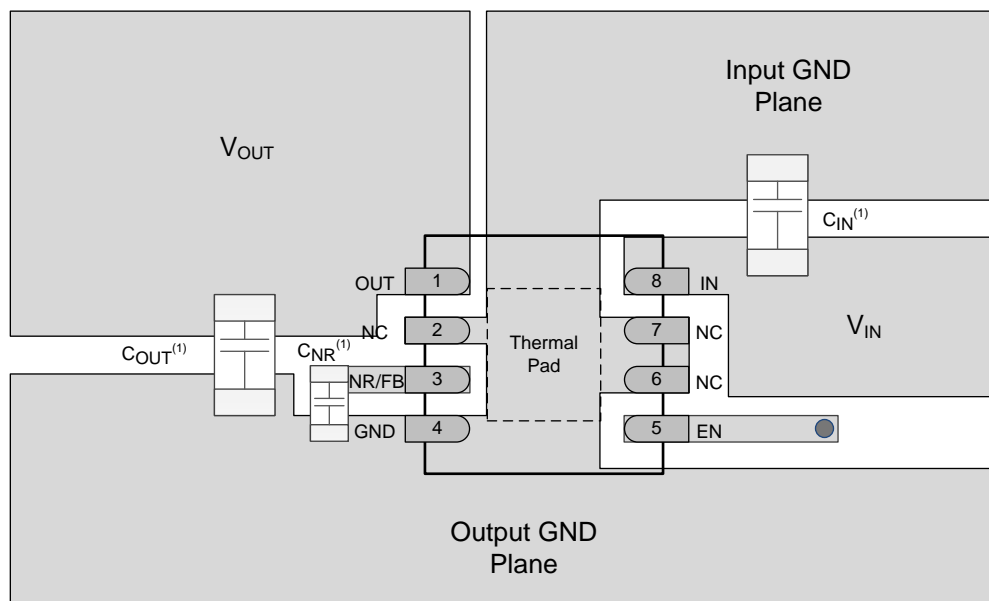 Input GND
Plane
VOUT
CIN(1)
OUT 1 8 IN
NC 2 7 NC
VIN
COUT(1) CNR(1)
Thermal
Pad
NR/FB 3 6 NC
GND 4 5 EN
Output GND
Plane